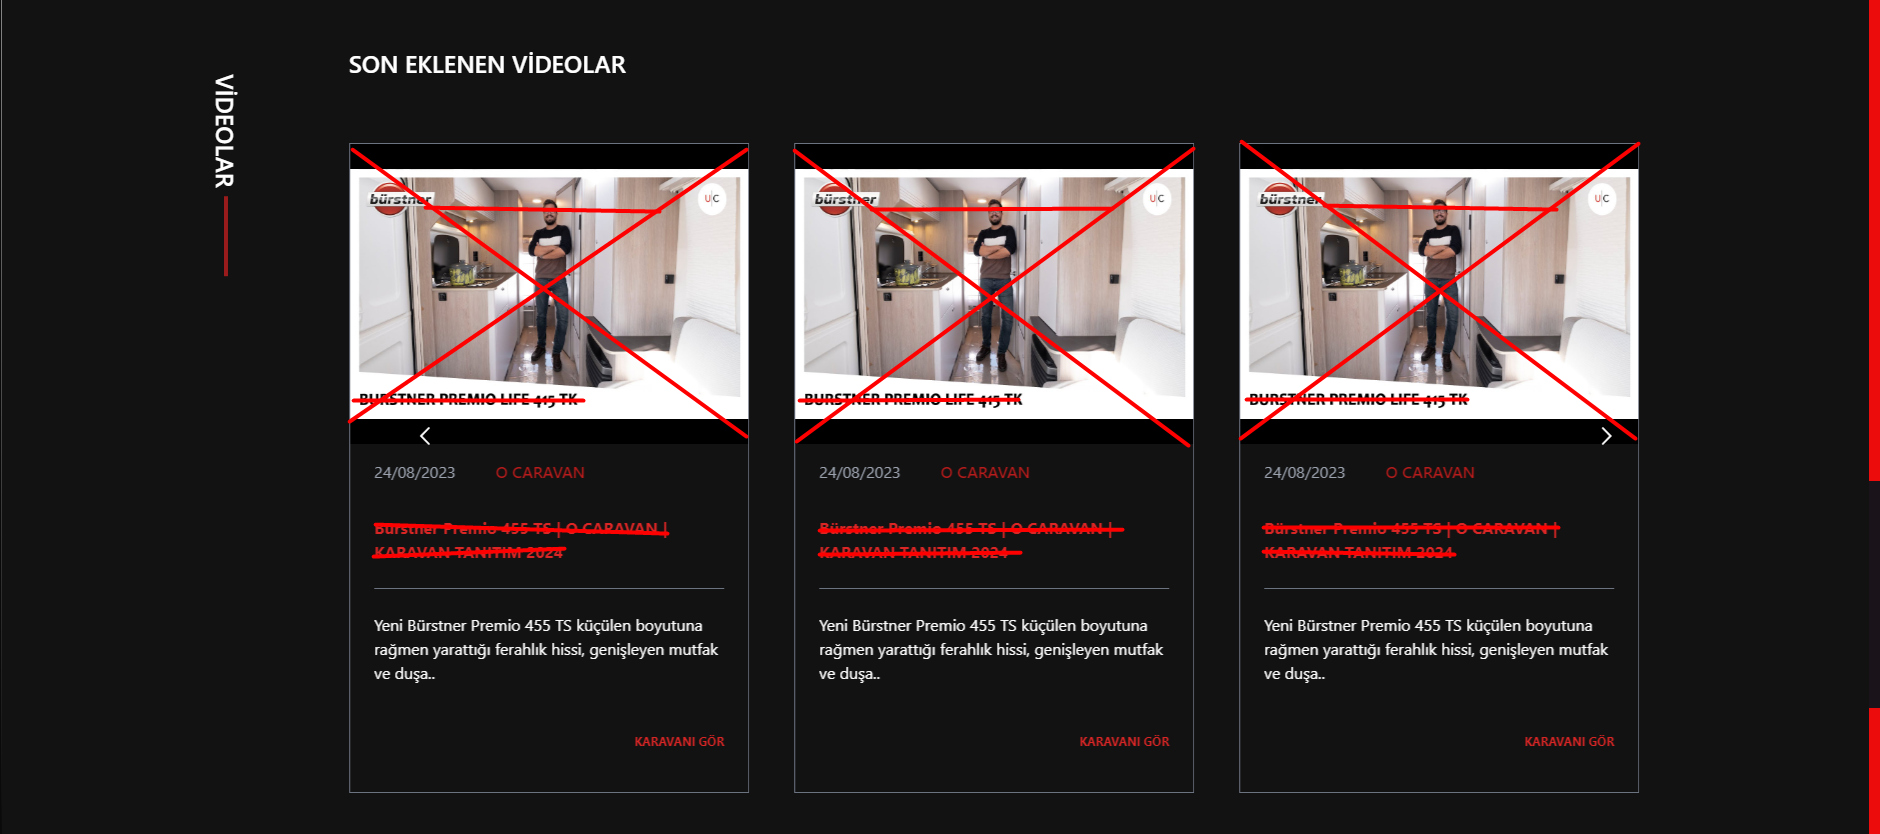 SON EKLENEN VİDEOLAR
VİDEOLAR
bürstner
U|C
BURSTNER PREMIO LIFE 415 TK
24/08/2023 O CARAVAN
Bürstner Premio 455 TS | O CARAVAN |
KARAVAN TANITIM 2024
Yeni Bürstner Premio 455 TS küçülen boyutuna
rağmen yarattığı ferahlık hissi, genişleyen mutfak
ve duşa..
KARAVANI GÖR
bürstner
U|C
BURSTNER PREMIO LIFE 415 TK
24/08/2023 O CARAVAN
Bürstner Premio 455 TS | O CARAVAN |
KARAVAN TANITIM 2024
Yeni Bürstner Premio 455 TS küçülen boyutuna
rağmen yarattığı ferahlık hissi, genişleyen mutfak
ve duşa..
KARAVANI GÖR
bürstner
U|C
BURSTNER PREMIO LIFE 415 TK
24/08/2023 O CARAVAN
Bürstner Premio 455 TS | O CARAVAN |
KARAVAN TANITIM 2024
Yeni Bürstner Premio 455 TS küçülen boyutuna
rağmen yarattığı ferahlık hissi, genişleyen mutfak
ve duşa..
KARAVANI GÖR